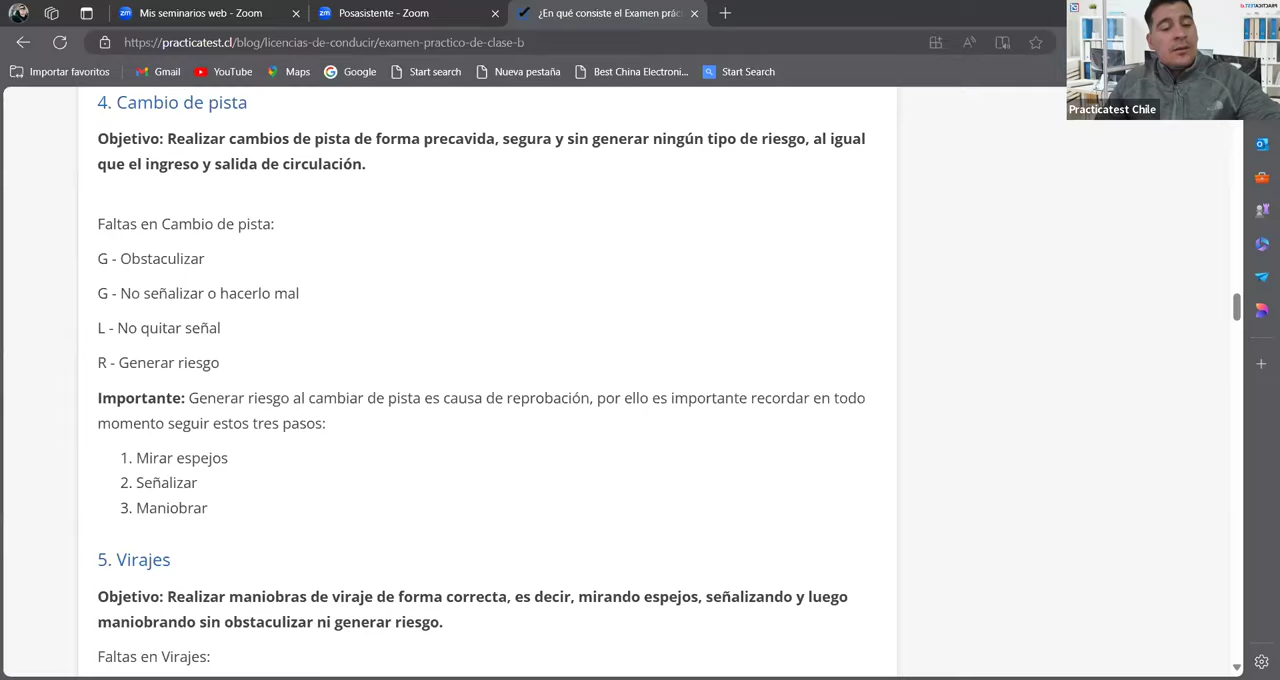 Mis seminarios web - Zoom
Posasistente - Zoom
¿En qué consiste el Examen prác
https://practicatest.cl/blog/licencias-de-conducir/examen-practico-de-clase-b
Importar favoritos
Gmail
YouTube
Maps
Google
Start search
Nueva pestaña
Best China Electroni...
Start Search
Practicatest Chile
4. Cambio de pista
Objetivo: Realizar cambios de pista de forma precavida, segura y sin generar ningún tipo de riesgo, al igual
que el ingreso y salida de circulación.
Faltas en Cambio de pista:
G - Obstaculizar
G - No señalizar o hacerlo mal
L - No quitar señal
R - Generar riesgo
Importante: Generar riesgo al cambiar de pista es causa de reprobación, por ello es importante recordar en todo
momento seguir estos tres pasos:
1. Mirar espejos
2. Señalizar
3. Maniobrar
5. Virajes
Objetivo: Realizar maniobras de viraje de forma correcta, es decir, mirando espejos, señalizando y luego
maniobrando sin obstaculizar ni generar riesgo.
Faltas en Virajes: